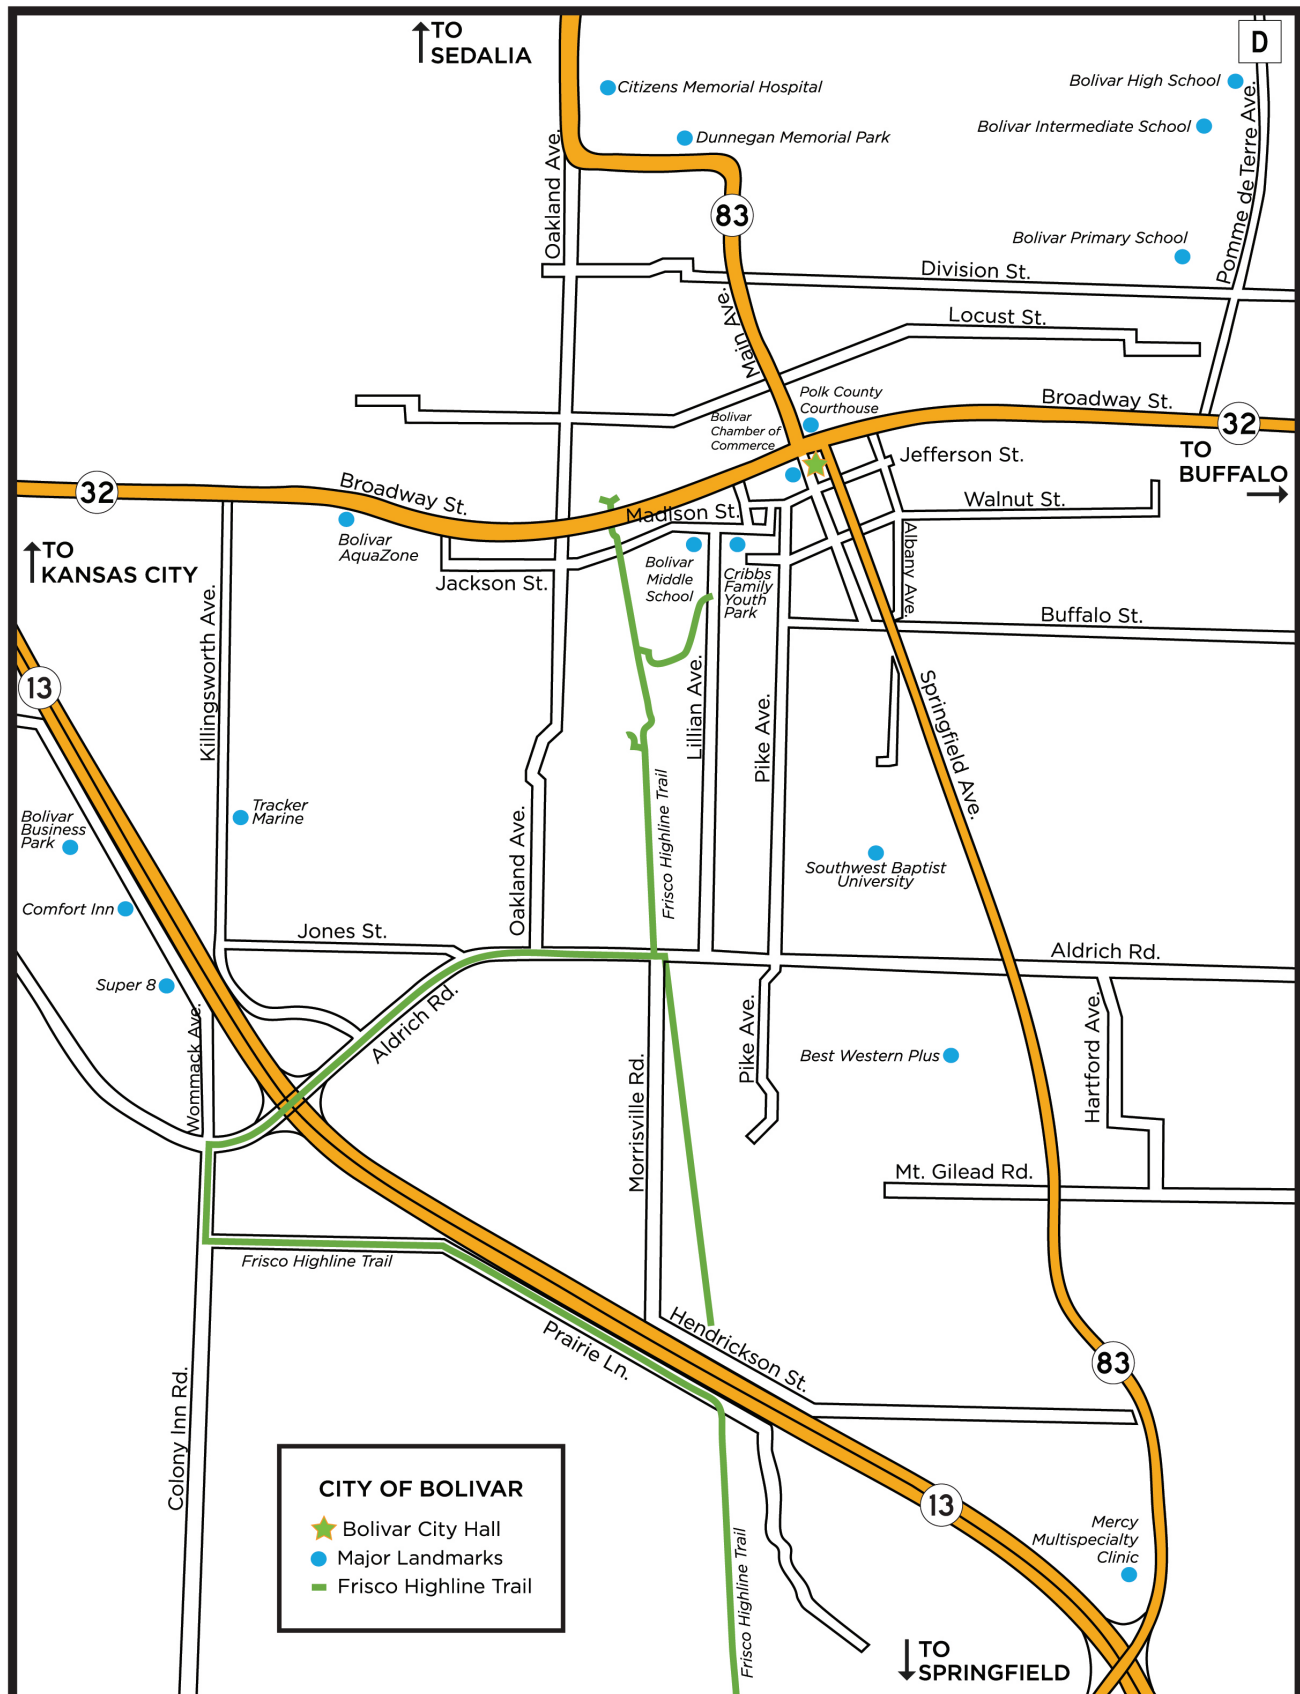 TO
SEDALIA
D
Citizens Memorial Hospital
Bolivar High School
Dunnegan Memorial Park
Bolivar Intermediate School
Oakland Ave.
Pomme de Terre Ave.
83
Bolivar Primary School
Division St.
Main Ave.
Locust St.
Polk County
Courthouse
Broadway St.
32
Bolivar
Chamber of
Commerce
TO
BUFFALO
Jefferson St.
32
Broadway St.
Walnut St.
Madison St.
Bolivar
AquaZone
TO
KANSAS CITY
Jackson St.
Bolivar
Middle
School
Cribbs
Family
Youth
Park
Albany Ave.
Buffalo St.
13
Killingsworth Ave.
Lillian Ave.
Pike Ave.
Springfield Ave.
Tracker
Marine
Bolivar
Business
Park
Frisco Highline Trail
Oakland Ave.
Southwest Baptist
University
Comfort Inn
Jones St.
Aldrich Rd.
Super 8
Wommack Ave.
Aldrich Rd.
Pike Ave.
Best Western Plus
Hartford Ave.
Morrisville Rd.
Mt. Gilead Rd.
Frisco Highline Trail
Prairie Ln.
Hendrickson St.
83
Colony Inn Rd.
CITY OF BOLIVAR
Bolivar City Hall
Major Landmarks
Frisco Highline Trail
13
Mercy
Multispecialty
Clinic
Frisco Highline Trail
TO
SPRINGFIELD